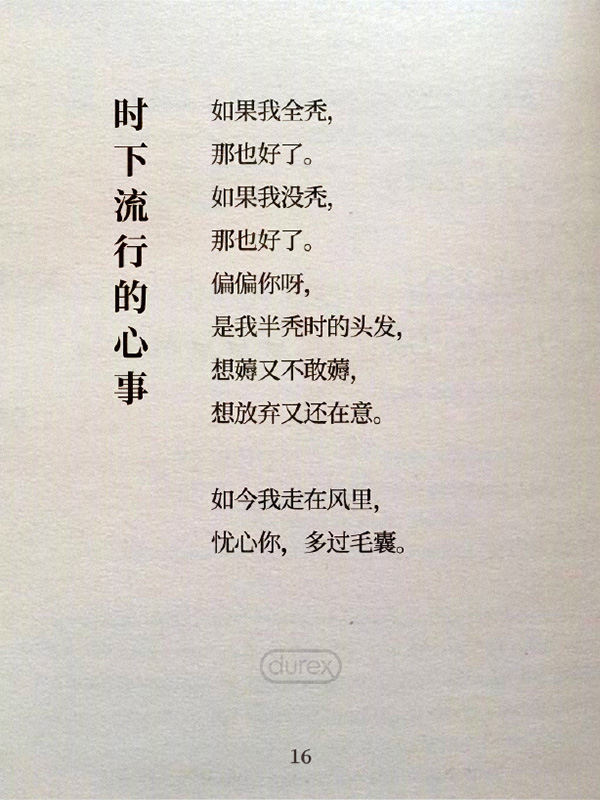 时下流行的心事
如果我全秃，
那也好了。
如果我没秃，
那也好了。
偏偏你呀，
是我半秃时的头发，
想薅又不敢薅，
想放弃又还在意。
如今我走在风里，
忧心你，多过毛囊。
durex
16